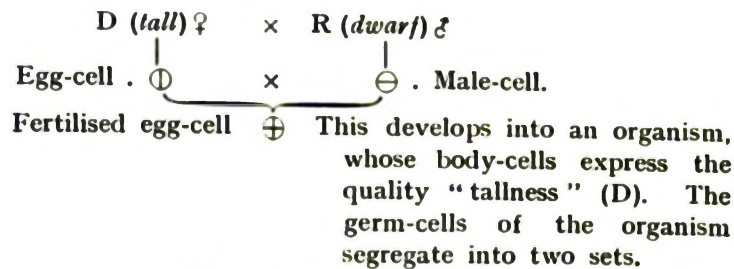 D (tall) ♀ × R (dwarf) ♂
Egg-cell . ⦶ × ⊖ . Male-cell.
Fertilised egg-cell ⊕ This develops into an organism,
whose body-cells express the
quality “tallness” (D). The
germ-cells of the organism
segregate into two sets.